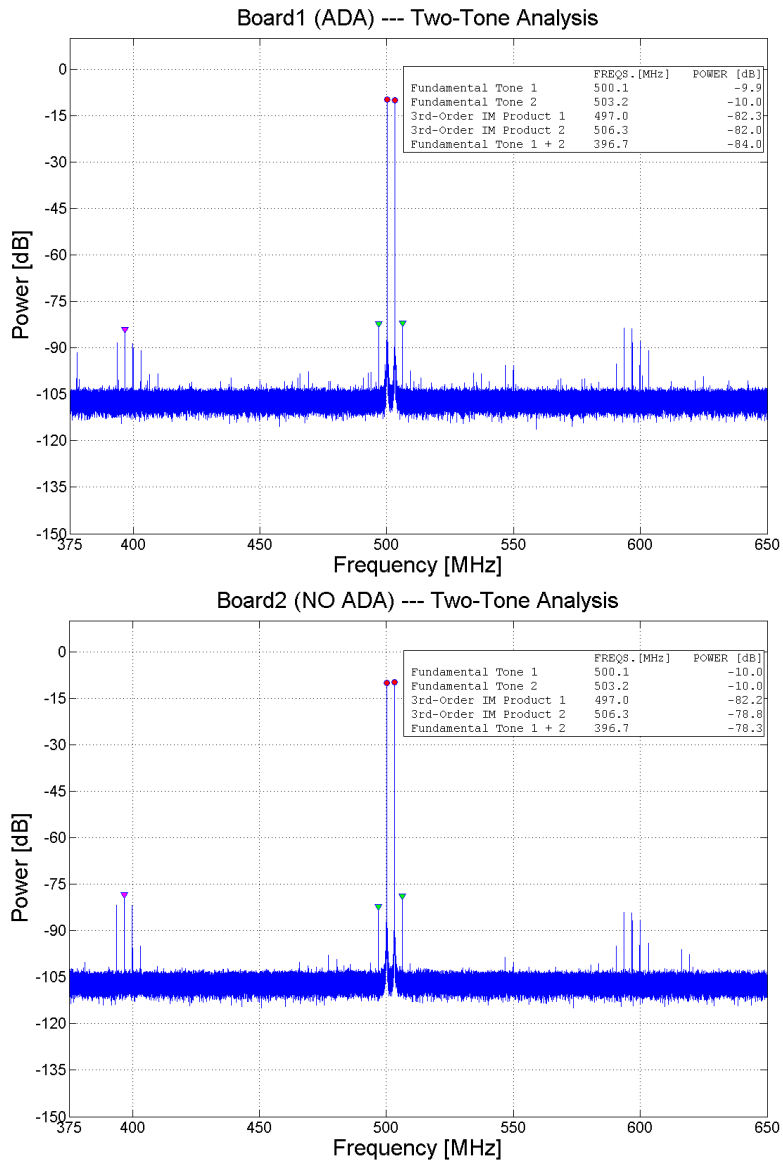 Board1 (ADA) --- Two-Tone Analysis
0
-15
-30
-45
-60
-75
-90
-105
-120
-135
-150
Power [dB]
FREQS.[MHz] POWER [dB]
Fundamental Tone 1 500.1 -9.9
Fundamental Tone 2 503.2 -10.0
3rd-Order IM Product 1 497.0 -82.3
3rd-Order IM Product 2 506.3 -82.0
Fundamental Tone 1 + 2 396.7 -84.0
375 400 450 500 550 600 650
Frequency [MHz]
Board2 (NO ADA) --- Two-Tone Analysis
0
-15
-30
-45
-60
-75
-90
-105
-120
-135
-150
Power [dB]
FREQS.[MHz] POWER [dB]
Fundamental Tone 1 500.1 -10.0
Fundamental Tone 2 503.2 -10.0
3rd-Order IM Product 1 497.0 -82.2
3rd-Order IM Product 2 506.3 -78.8
Fundamental Tone 1 + 2 396.7 -78.3
375 400 450 500 550 600 650
Frequency [MHz]